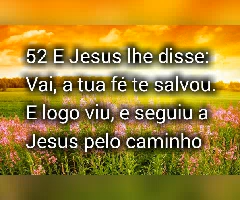 52 E Jesus lhe disse:
Vai, a tua fé te salvou.
E logo viu, e seguiu a
Jesus pelo caminho